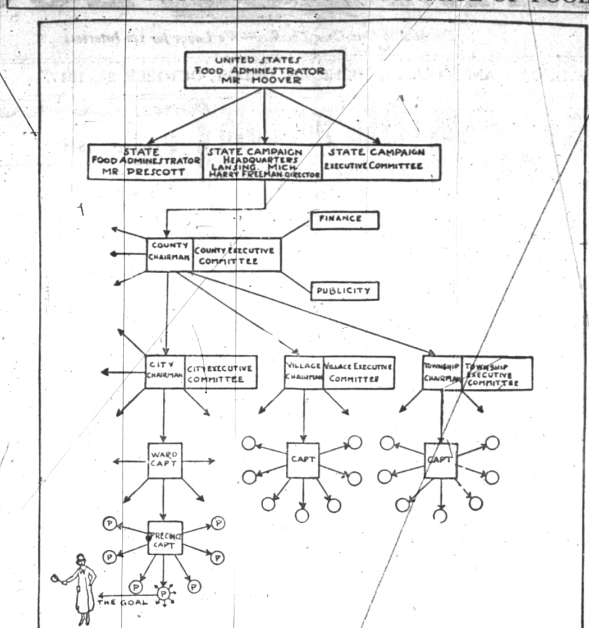 UNITED STATES
FOOD ADMINESTRATOR
MR HOOVER
STATE
FOOD ADMINESTRATOR
MR PRESCOTT
STATE CAMPAIGN
HEADQUARTERS
LANSING MICH
HARRY FREEMAN DIRECTOR
STATE CAMPAIGN
EXECUTIVE COMMITTEE
FINANCE
COUNTY
CHAIRMAN
COUNTY EXECUTIVE
COMMITTEE
PUBLICITY
CITY
CHAIRMAN
CITY EXECUTIVE
COMMITTEE
VILLAGE
CHAIRMAN
VILLAGE EXECUTIVE
COMMITTEE
TOWNSHIP
CHAIRMAN
TOWNSHIP
EXECUTIVE
COMMITTEE
WARD
CAPT
CAPT
CAPT
P
P
PRECINCT
CAPT
P
P
P
P
P
THE GOAL